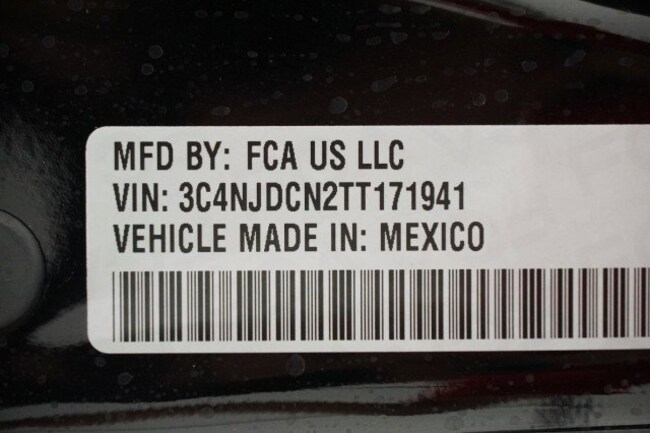 MFD BY: FCA US LLC
VIN: 3C4NJDCN2TT171941
VEHICLE MADE IN: MEXICO